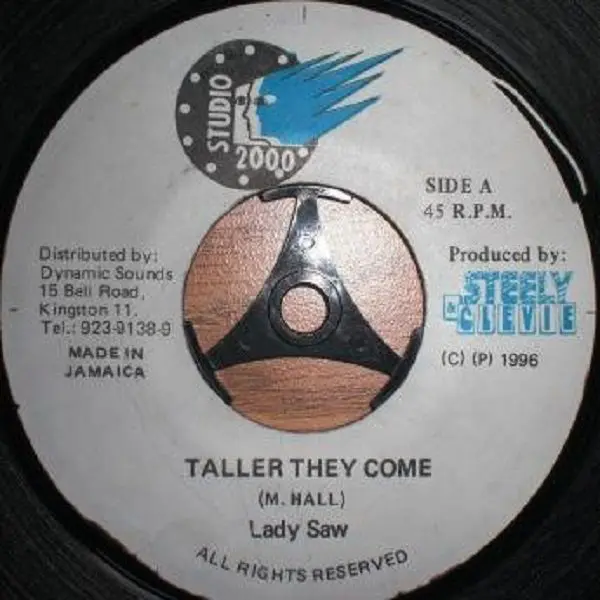 STUDIO
2000
SIDE A
45 R.P.M.
Distributed by:
Dynamic Sounds
15 Bell Road,
Kingston 11.
Tel.: 923-9138-9
MADE IN
JAMAICA
Produced by:
STEELY
& CLEVIE
(C) (P) 1996
TALLER THEY COME
(M. HALL)
Lady Saw
ALL RIGHTS RESERVED